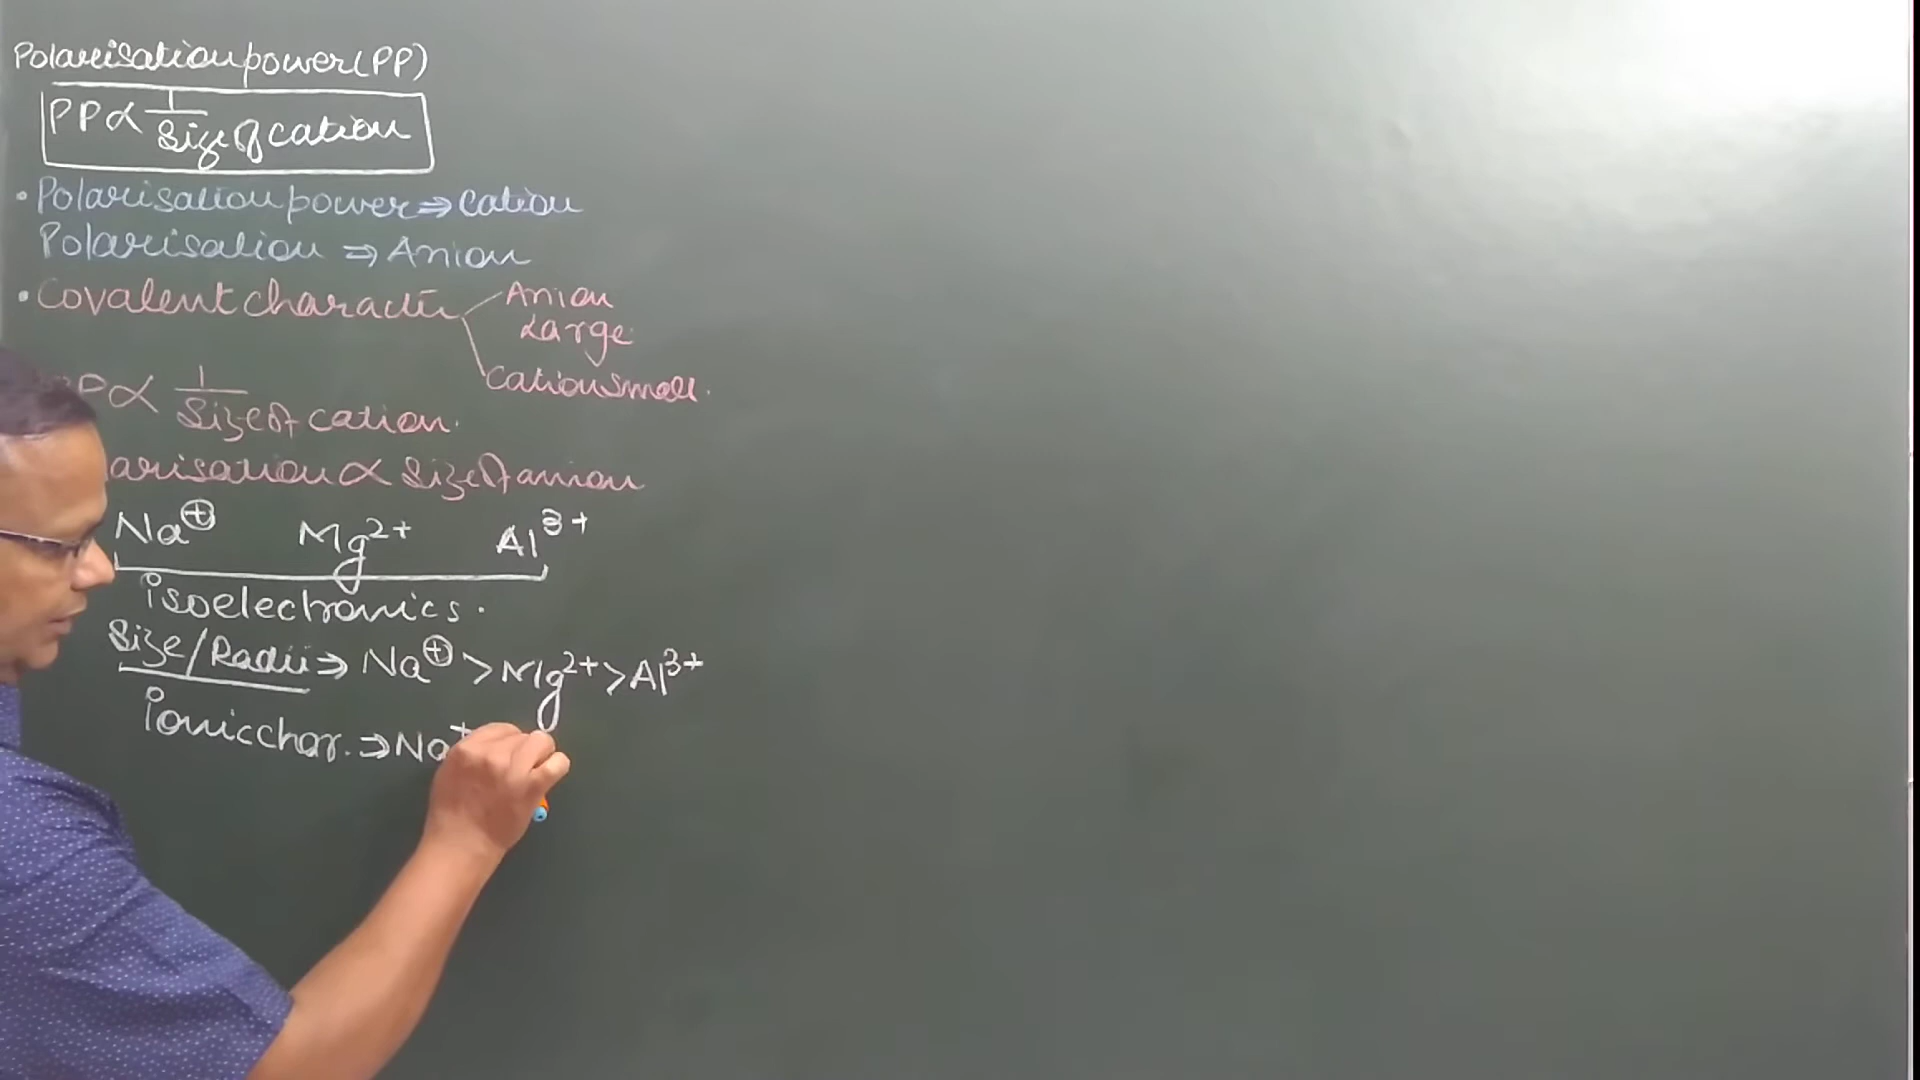 Polarisation power (PP)
PP ∝ 1/Size of cation
• Polarisation power ⇒ cation
Polarisation ⇒ Anion
• Covalent character Anion Large
Cation small.
P ∝ 1/Size of cation.
arisation ∝ Size of anion
Na⊕ Mg2+ Al3+
isoelectronics.
Size/Radii ⇒ Na⊕ > Mg2+ > Al3+
ionic char. ⇒ Na+